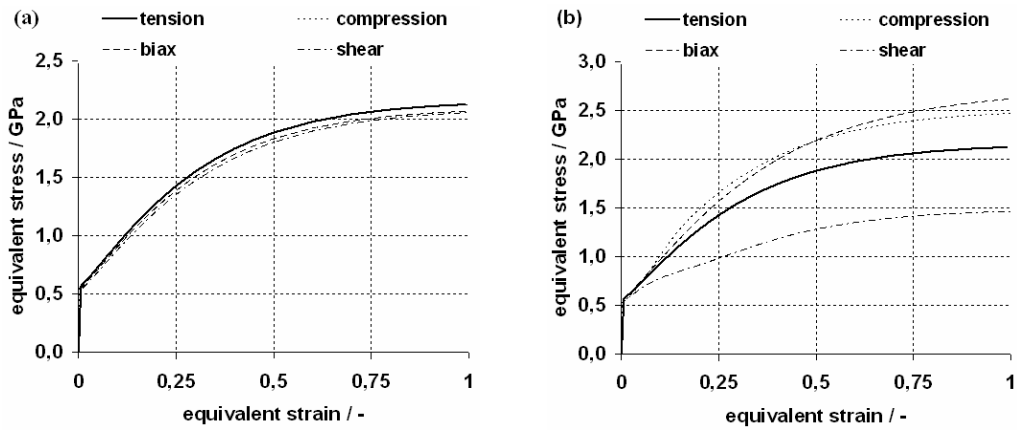 (a)
tension
compression
biax
shear
2,5
2,0
1,5
1,0
0,5
0,0
equivalent stress / GPa
0 0,25 0,5 0,75 1
equivalent strain / -
(b)
tension
compression
biax
shear
3,0
2,5
2,0
1,5
1,0
0,5
0,0
equivalent stress / GPa
0 0,25 0,5 0,75 1
equivalent strain / -